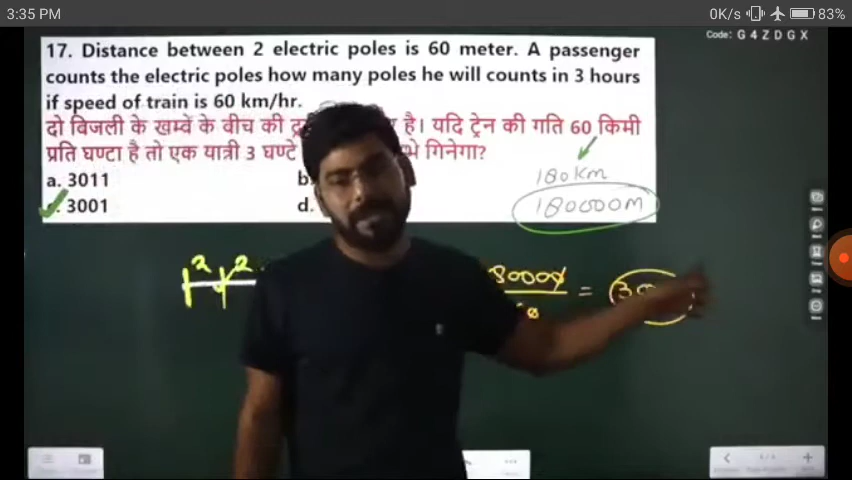 3:35 PM 0K/s 83%
Code: G 4 Z D G X
17. Distance between 2 electric poles is 60 meter. A passenger
counts the electric poles how many poles he will counts in 3 hours
if speed of train is 60 km/hr.
दो बिजली के खम्वें के बीच की है। यदि ट्रेन की गति 60 किमी
प्रति घण्टा है तो एक यात्री 3 घण्टे गिनेगा?
a. 3011 b.
180km
3001 d.
180000m
2 2
=